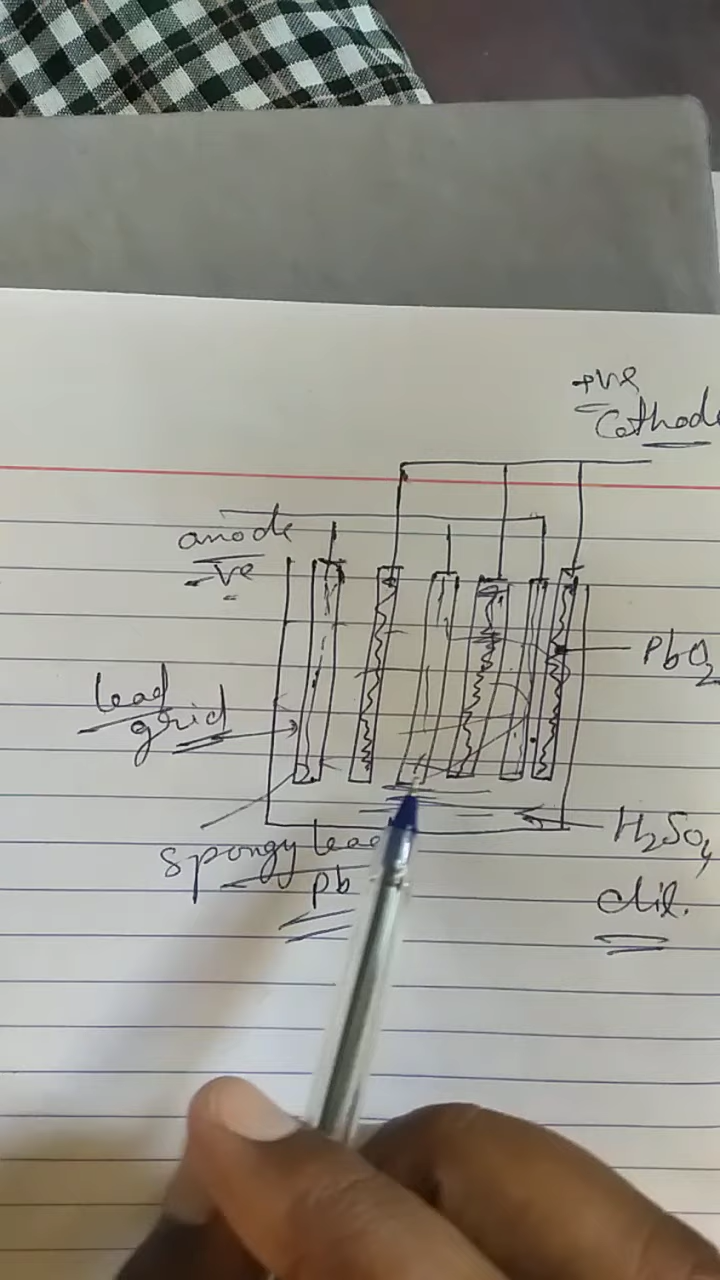 +ve
Cathode
anode
-ve
PbO2
lead
grid
H2SO4
spongy lead
Pb
dil.